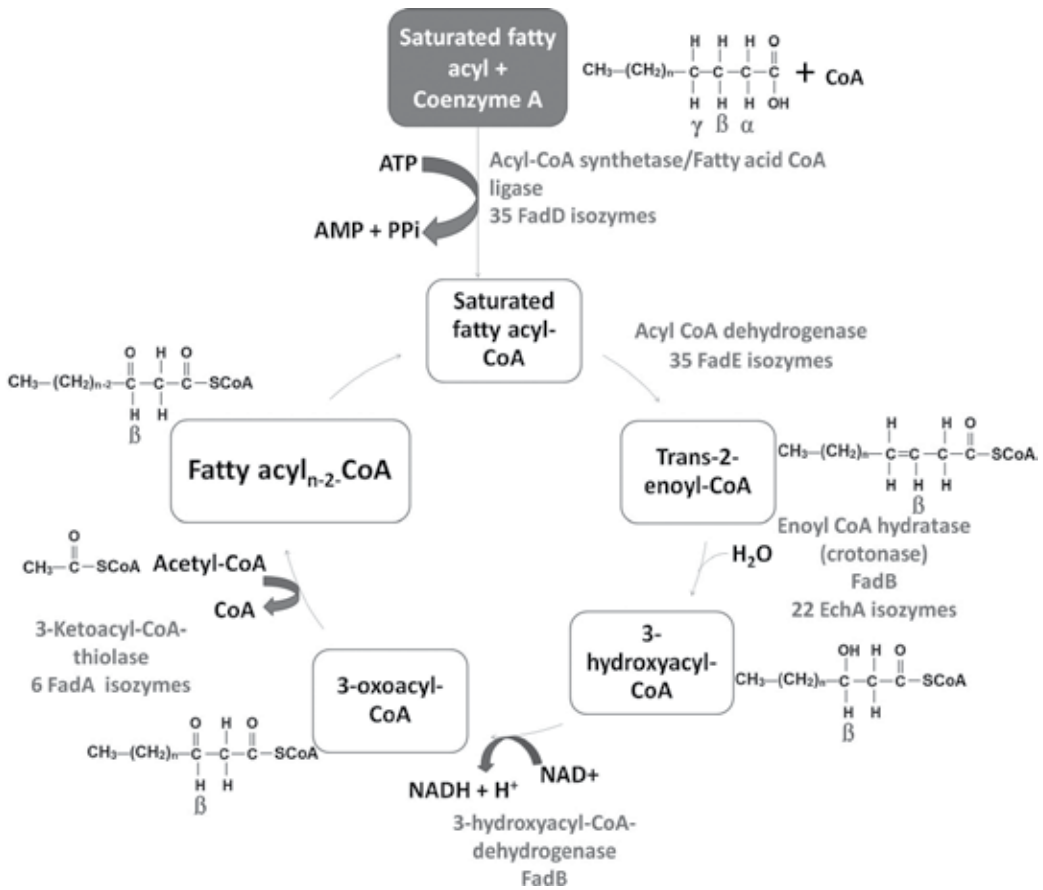 Saturated fatty
acyl +
Coenzyme A
H H H O
CH₃–(CH₂)ₙ–C–C–C–C + CoA
H H H OH
γ β α
ATP
AMP + PPi
Acyl-CoA synthetase/Fatty acid CoA
ligase
35 FadD isozymes
Saturated
fatty acyl-
CoA
Acyl CoA dehydrogenase
35 FadE isozymes
Trans-2-
enoyl-CoA
H H O
CH₃–(CH₂)ₙ–C=C–C–C–SCoA
H H H
β
H₂O
Enoyl CoA hydratase
(crotonase)
FadB
22 EchA isozymes
3-
hydroxyacyl-
CoA
OH H O
CH₃–(CH₂)ₙ–C–C–C–SCoA
H H
β
NAD+
NADH + H⁺
3-hydroxyacyl-CoA-
dehydrogenase
FadB
3-oxoacyl-
CoA
O H O
CH₃–(CH₂)ₙ–C–C–C–SCoA
H H
β
Acetyl-CoA
CoA
O
CH₃–C–SCoA
3-Ketoacyl-CoA-
thiolase
6 FadA isozymes
Fatty acylₙ₋₂-CoA
O H O
CH₃–(CH₂)ₙ₋₂–C–C–C–SCoA
H H
β